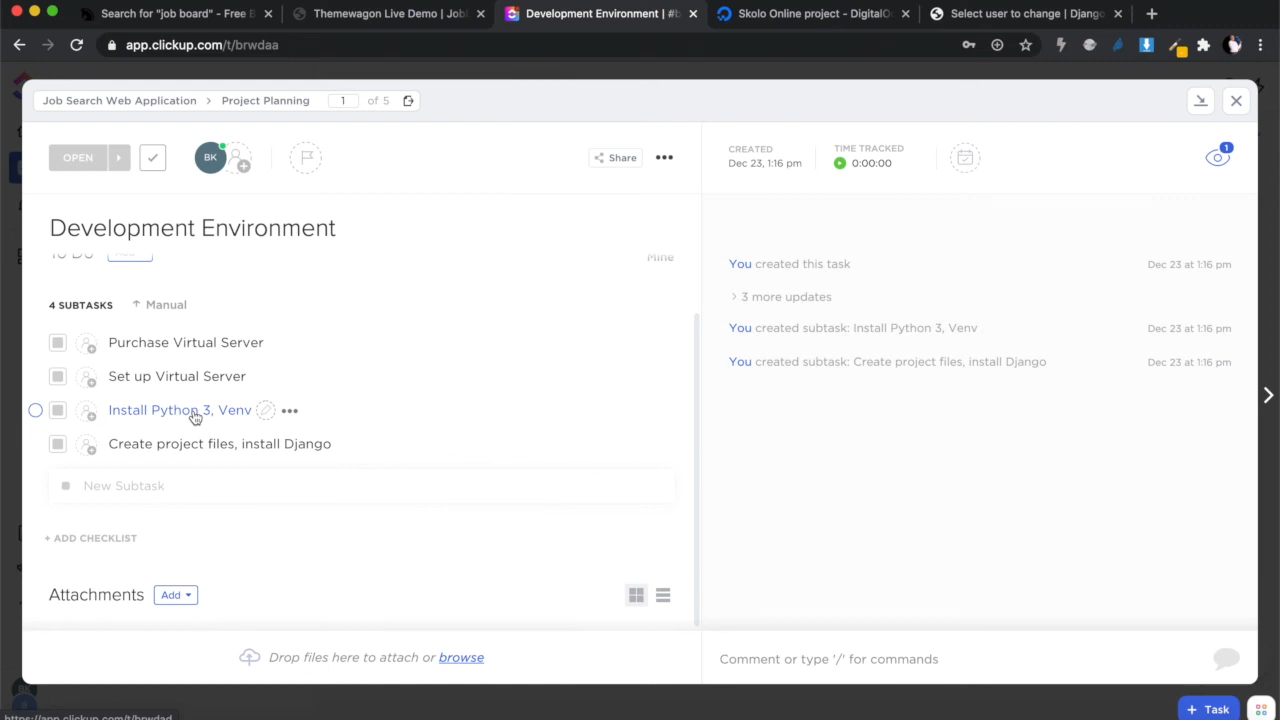 Search for "job board" - Free B
Themewagon Live Demo | Job
Development Environment | #b
Skolo Online project - DigitalO
Select user to change | Django
app.clickup.com/t/brwdaa
Job Search Web Application > Project Planning 1 of 5
OPEN
BK
Share
CREATED
Dec 23, 1:16 pm
TIME TRACKED
0:00:00
1
Development Environment
To Do
Add
Mine
4 SUBTASKS
Manual
Purchase Virtual Server
Set up Virtual Server
Install Python 3, Venv
Create project files, install Django
New Subtask
+ ADD CHECKLIST
Attachments
Add
Drop files here to attach or browse
You created this task Dec 23 at 1:16 pm
> 3 more updates
You created subtask: Install Python 3, Venv Dec 23 at 1:16 pm
You created subtask: Create project files, install Django Dec 23 at 1:16 pm
Comment or type '/' for commands
+ Task
https://app.clickup.com/t/brwdad